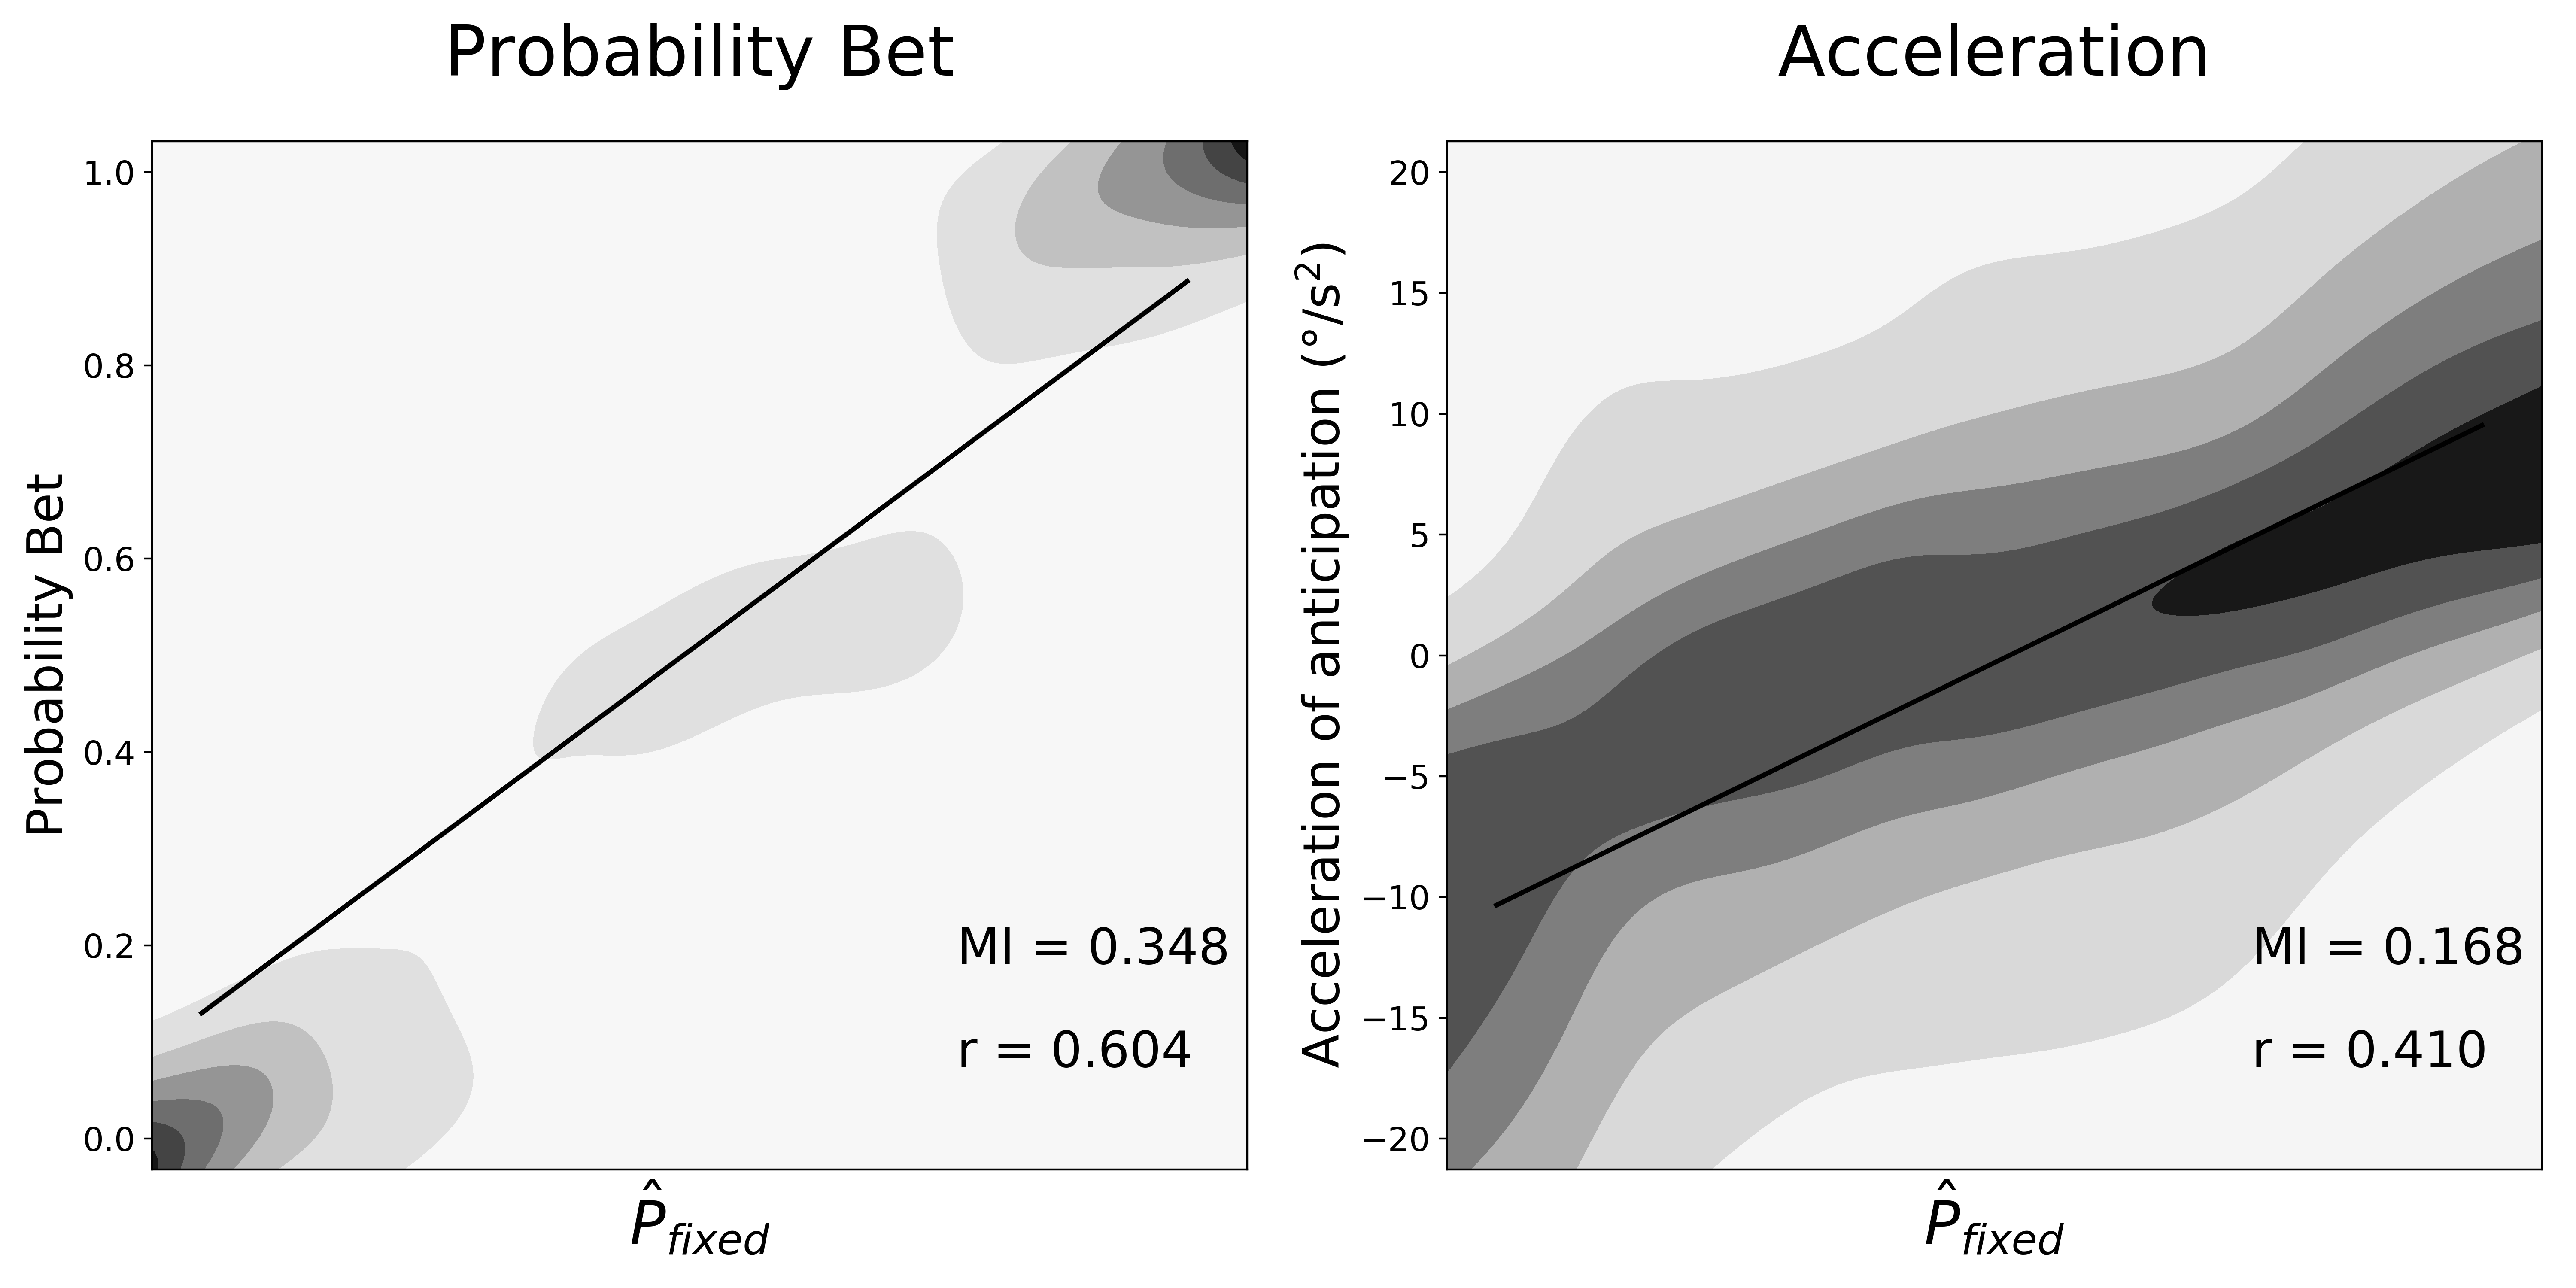 Probability Bet
Acceleration
Probability Bet
1.0
0.8
0.6
0.4
0.2
0.0
MI = 0.348
r = 0.604
P̂fixed
Acceleration of anticipation (°/s²)
20
15
10
5
0
−5
−10
−15
−20
MI = 0.168
r = 0.410
P̂fixed